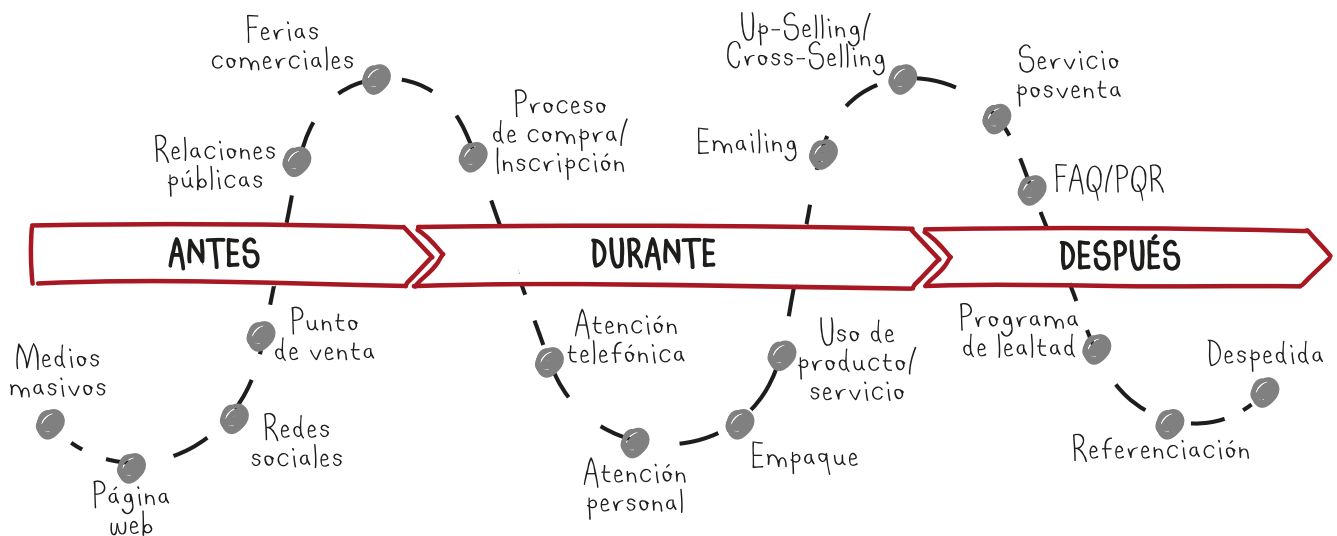 Medios
masivos
Página
web
Redes
sociales
Punto
de venta
ANTES
Relaciones
públicas
Ferias
comerciales
Proceso
de compra/
Inscripción
DURANTE
Atención
telefónica
Atención
personal
Empaque
Uso de
producto/
servicio
Emailing
Up-Selling/
Cross-Selling
Servicio
posventa
FAQ/PQR
DESPUÉS
Programa
de lealtad
Referenciación
Despedida